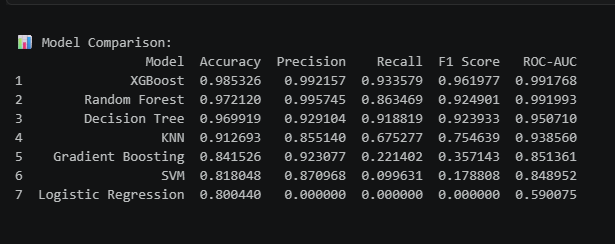 📊 Model Comparison:
Model Accuracy Precision Recall F1 Score ROC-AUC
1 XGBoost 0.985326 0.992157 0.933579 0.961977 0.991768
2 Random Forest 0.972120 0.995745 0.863469 0.924901 0.991993
3 Decision Tree 0.969919 0.929104 0.918819 0.923933 0.950710
4 KNN 0.912693 0.855140 0.675277 0.754639 0.938560
5 Gradient Boosting 0.841526 0.923077 0.221402 0.357143 0.851361
6 SVM 0.818048 0.870968 0.099631 0.178808 0.848952
7 Logistic Regression 0.800440 0.000000 0.000000 0.000000 0.590075